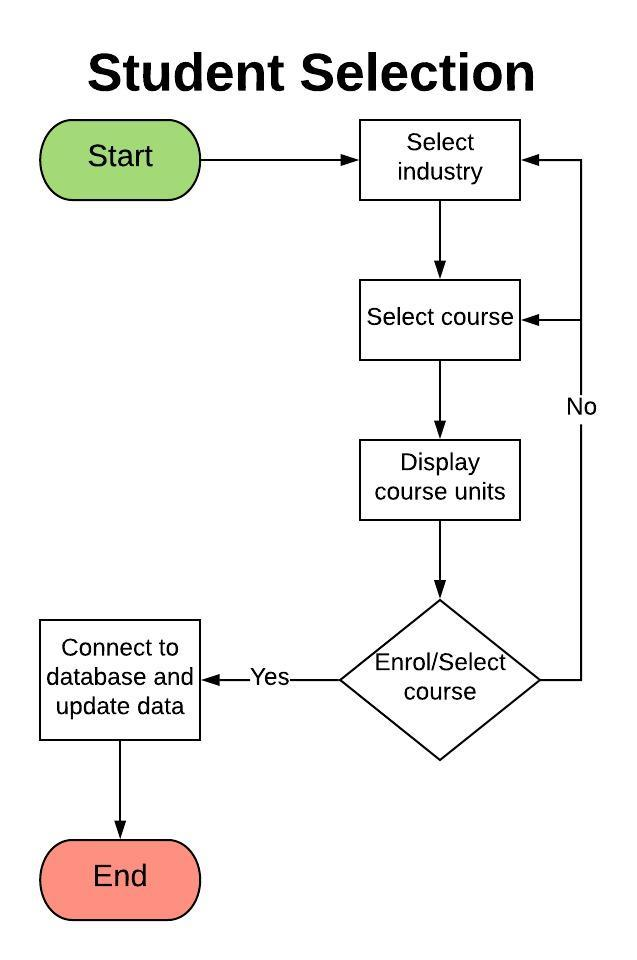 Student Selection
Start
Select
industry
Select course
No
Display
course units
Enrol/Select
course
Yes
Connect to
database and
update data
End